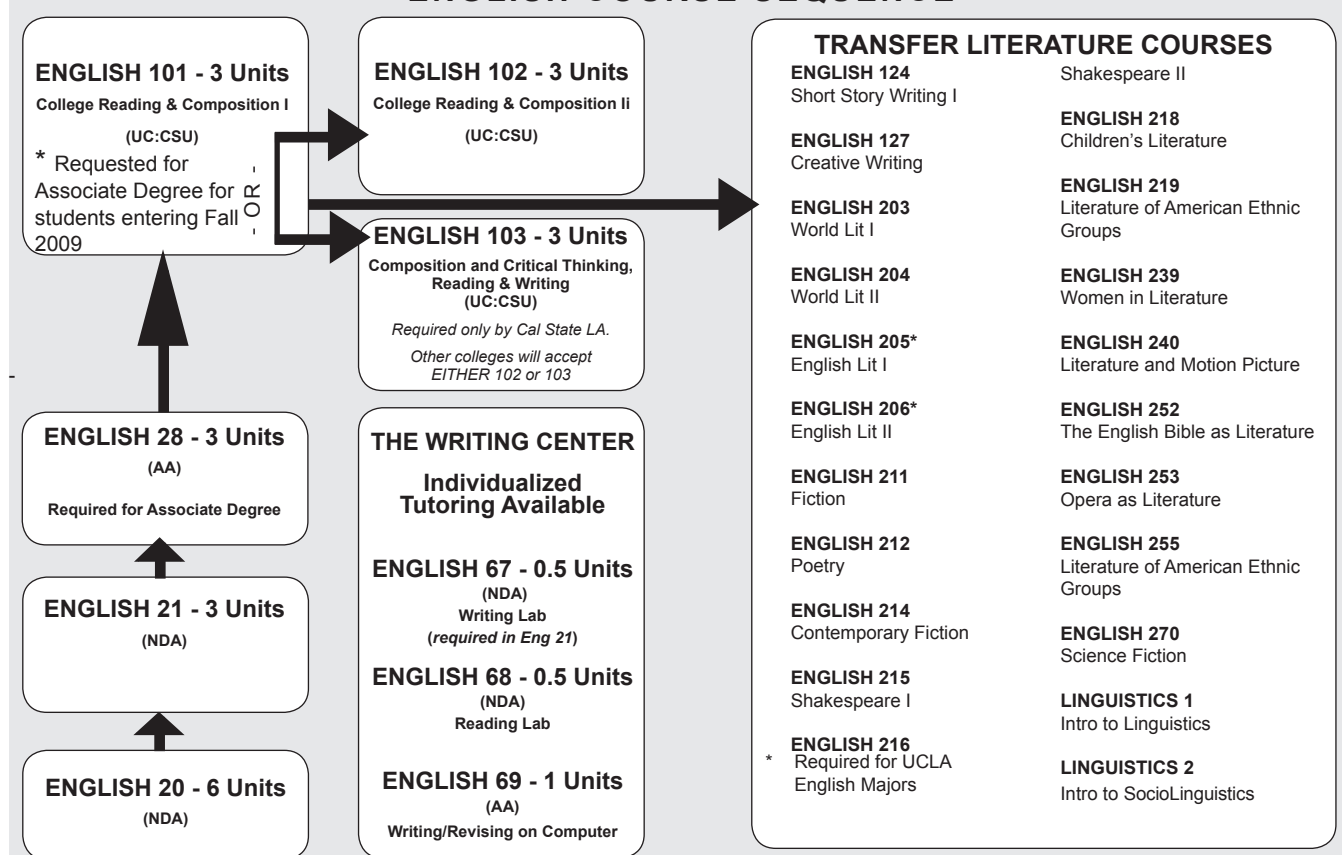 ENGLISH COURSE SEQUENCE
ENGLISH 101 - 3 Units
College Reading & Composition I
(UC:CSU)
* Requested for
Associate Degree for
students entering Fall
2009
- OR -
ENGLISH 28 - 3 Units
(AA)
Required for Associate Degree
ENGLISH 21 - 3 Units
(NDA)
ENGLISH 20 - 6 Units
(NDA)
ENGLISH 102 - 3 Units
College Reading & Composition Ii
(UC:CSU)
ENGLISH 103 - 3 Units
Composition and Critical Thinking,
Reading & Writing
(UC:CSU)
Required only by Cal State LA.
Other colleges will accept
EITHER 102 or 103
THE WRITING CENTER
Individualized
Tutoring Available
ENGLISH 67 - 0.5 Units
(NDA)
Writing Lab
(required in Eng 21)
ENGLISH 68 - 0.5 Units
(NDA)
Reading Lab
ENGLISH 69 - 1 Units
(AA)
Writing/Revising on Computer
TRANSFER LITERATURE COURSES
ENGLISH 124
Short Story Writing I
ENGLISH 127
Creative Writing
ENGLISH 203
World Lit I
ENGLISH 204
World Lit II
ENGLISH 205*
English Lit I
ENGLISH 206*
English Lit II
ENGLISH 211
Fiction
ENGLISH 212
Poetry
ENGLISH 214
Contemporary Fiction
ENGLISH 215
Shakespeare I
ENGLISH 216
* Required for UCLA
English Majors
Shakespeare II
ENGLISH 218
Children's Literature
ENGLISH 219
Literature of American Ethnic
Groups
ENGLISH 239
Women in Literature
ENGLISH 240
Literature and Motion Picture
ENGLISH 252
The English Bible as Literature
ENGLISH 253
Opera as Literature
ENGLISH 255
Literature of American Ethnic
Groups
ENGLISH 270
Science Fiction
LINGUISTICS 1
Intro to Linguistics
LINGUISTICS 2
Intro to SocioLinguistics